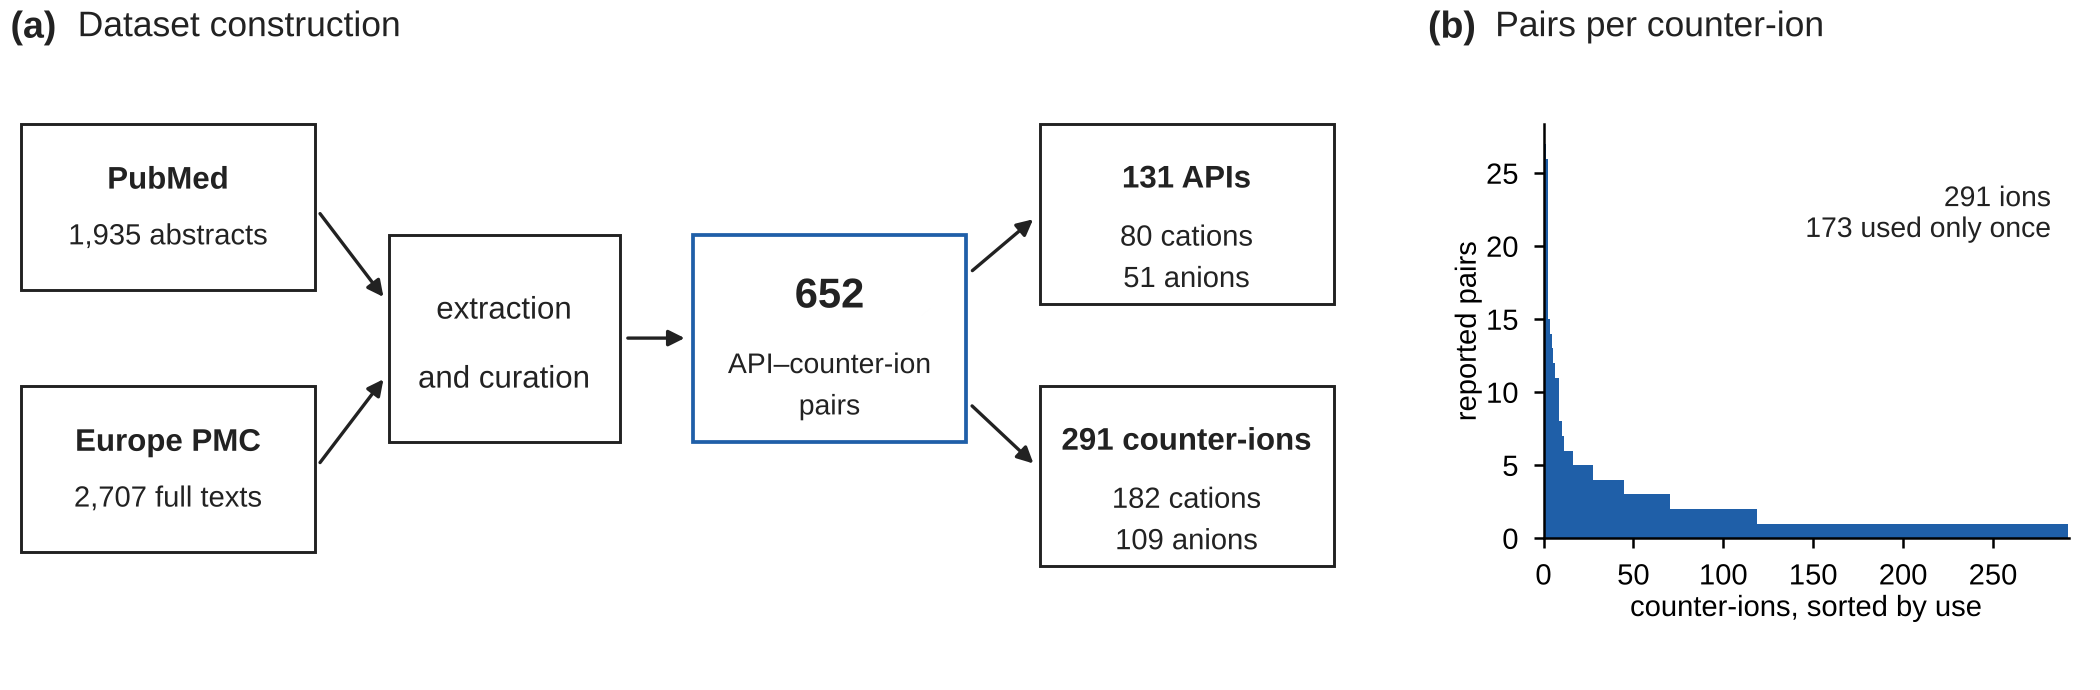 (a) Dataset construction
PubMed
1,935 abstracts
Europe PMC
2,707 full texts
extraction
and curation
652
API–counter-ion
pairs
131 APIs
80 cations
51 anions
291 counter-ions
182 cations
109 anions
(b) Pairs per counter-ion
291 ions
173 used only once
reported pairs
25
20
15
10
5
0
0 50 100 150 200 250
counter-ions, sorted by use